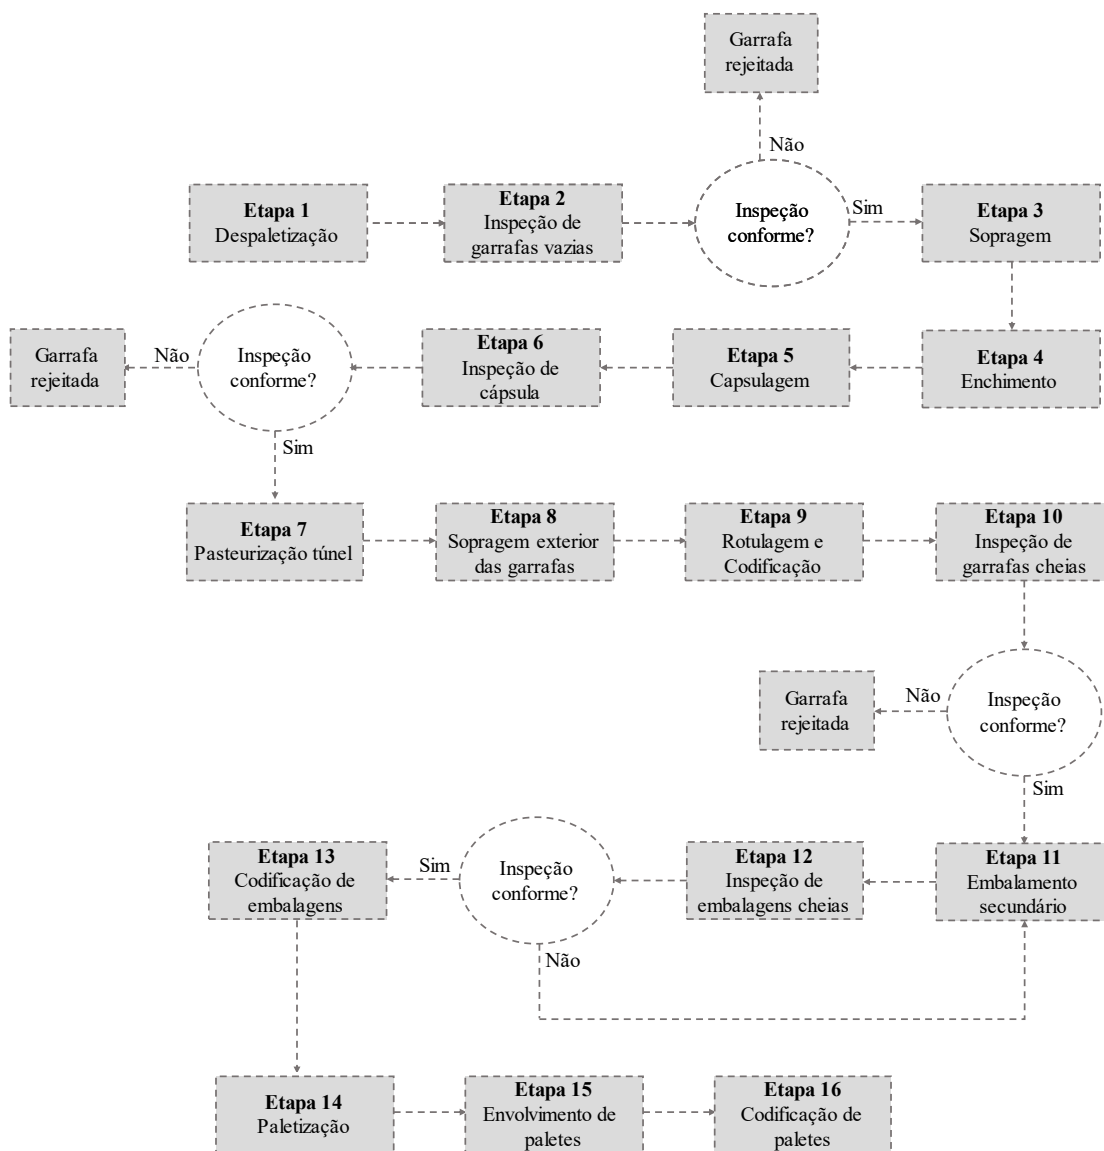 Garrafa
rejeitada
Não
Etapa 1
Despaletização
Etapa 2
Inspeção de
garrafas vazias
Inspeção
conforme?
Sim
Etapa 3
Sopragem
Garrafa
rejeitada
Não
Inspeção
conforme?
Sim
Etapa 6
Inspeção de
cápsula
Etapa 5
Capsulagem
Etapa 4
Enchimento
Etapa 7
Pasteurização túnel
Etapa 8
Sopragem exterior
das garrafas
Etapa 9
Rotulagem e
Codificação
Etapa 10
Inspeção de
garrafas cheias
Garrafa
rejeitada
Não
Inspeção
conforme?
Sim
Etapa 13
Codificação de
embalagens
Sim
Inspeção
conforme?
Não
Etapa 12
Inspeção de
embalagens cheias
Etapa 11
Embalamento
secundário
Etapa 14
Paletização
Etapa 15
Envolvimento de
paletes
Etapa 16
Codificação de
paletes